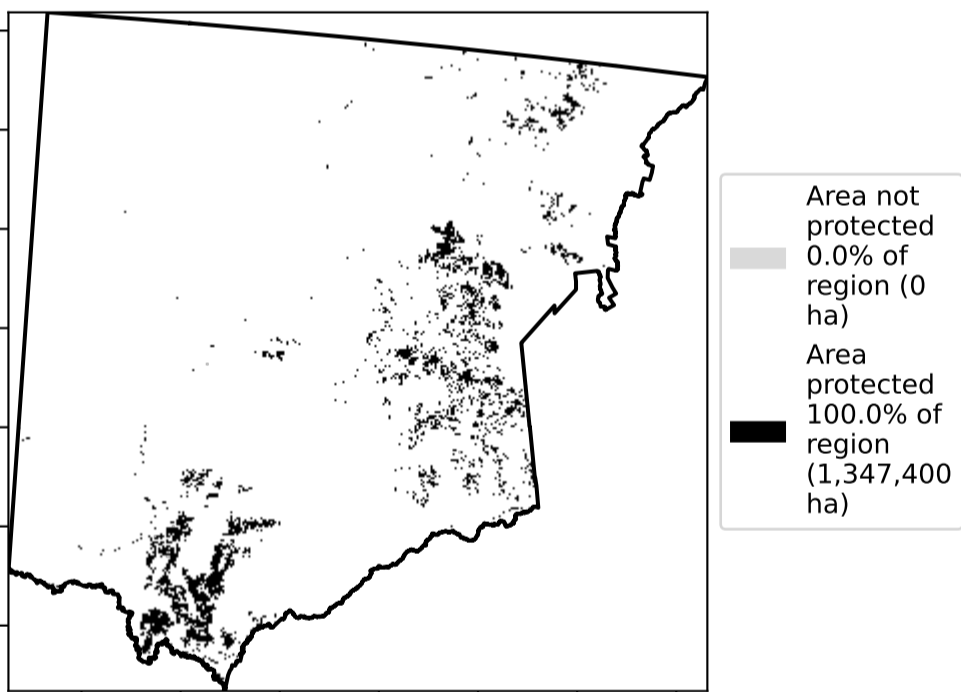 Area not
protected
0.0% of
region (0
ha)
Area
protected
100.0% of
region
(1,347,400
ha)